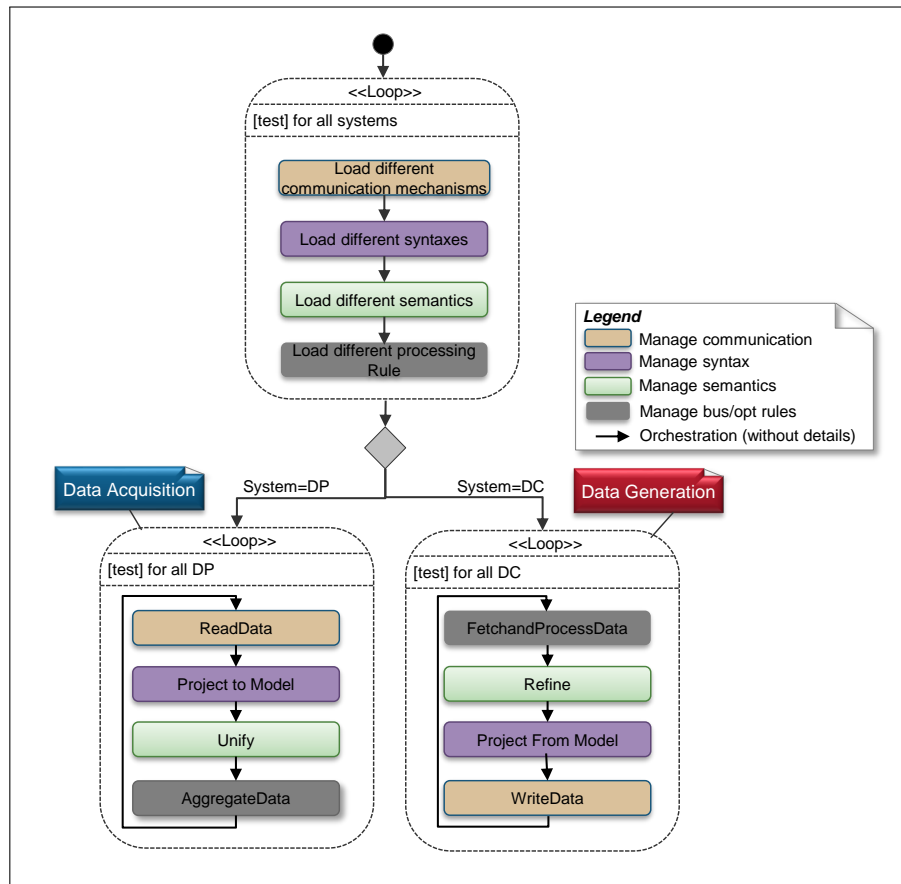 <<Loop>>
[test] for all systems
Load different
communication mechanisms
Load different syntaxes
Load different semantics
Load different processing
Rule
Legend
Manage communication
Manage syntax
Manage semantics
Manage bus/opt rules
Orchestration (without details)
Data Acquisition
System=DP
System=DC
Data Generation
<<Loop>>
[test] for all DP
ReadData
Project to Model
Unify
AggregateData
<<Loop>>
[test] for all DC
FetchandProcessData
Refine
Project From Model
WriteData